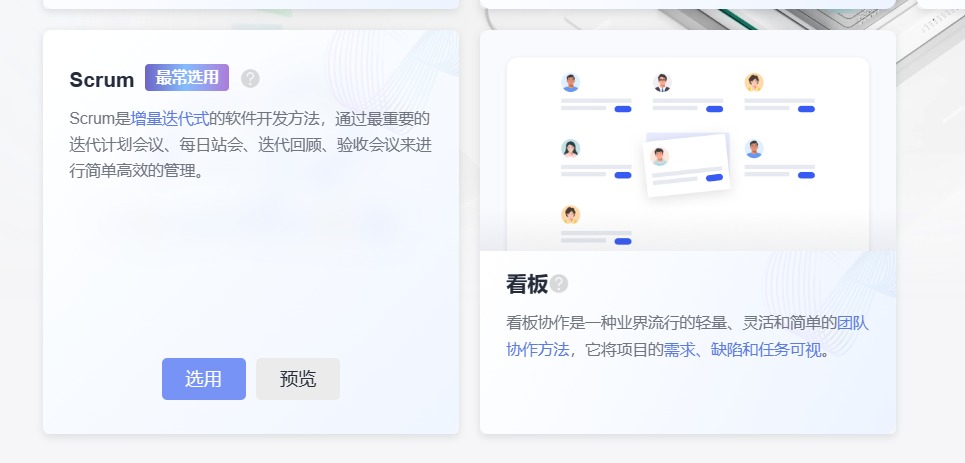 Scrum 最常选用 ?
Scrum是增量迭代式的软件开发方法，通过最重要的
迭代计划会议、每日站会、迭代回顾、验收会议来进
行简单高效的管理。
选用 预览
看板 ?
看板协作是一种业界流行的轻量、灵活和简单的团队
协作方法，它将项目的需求、缺陷和任务可视。